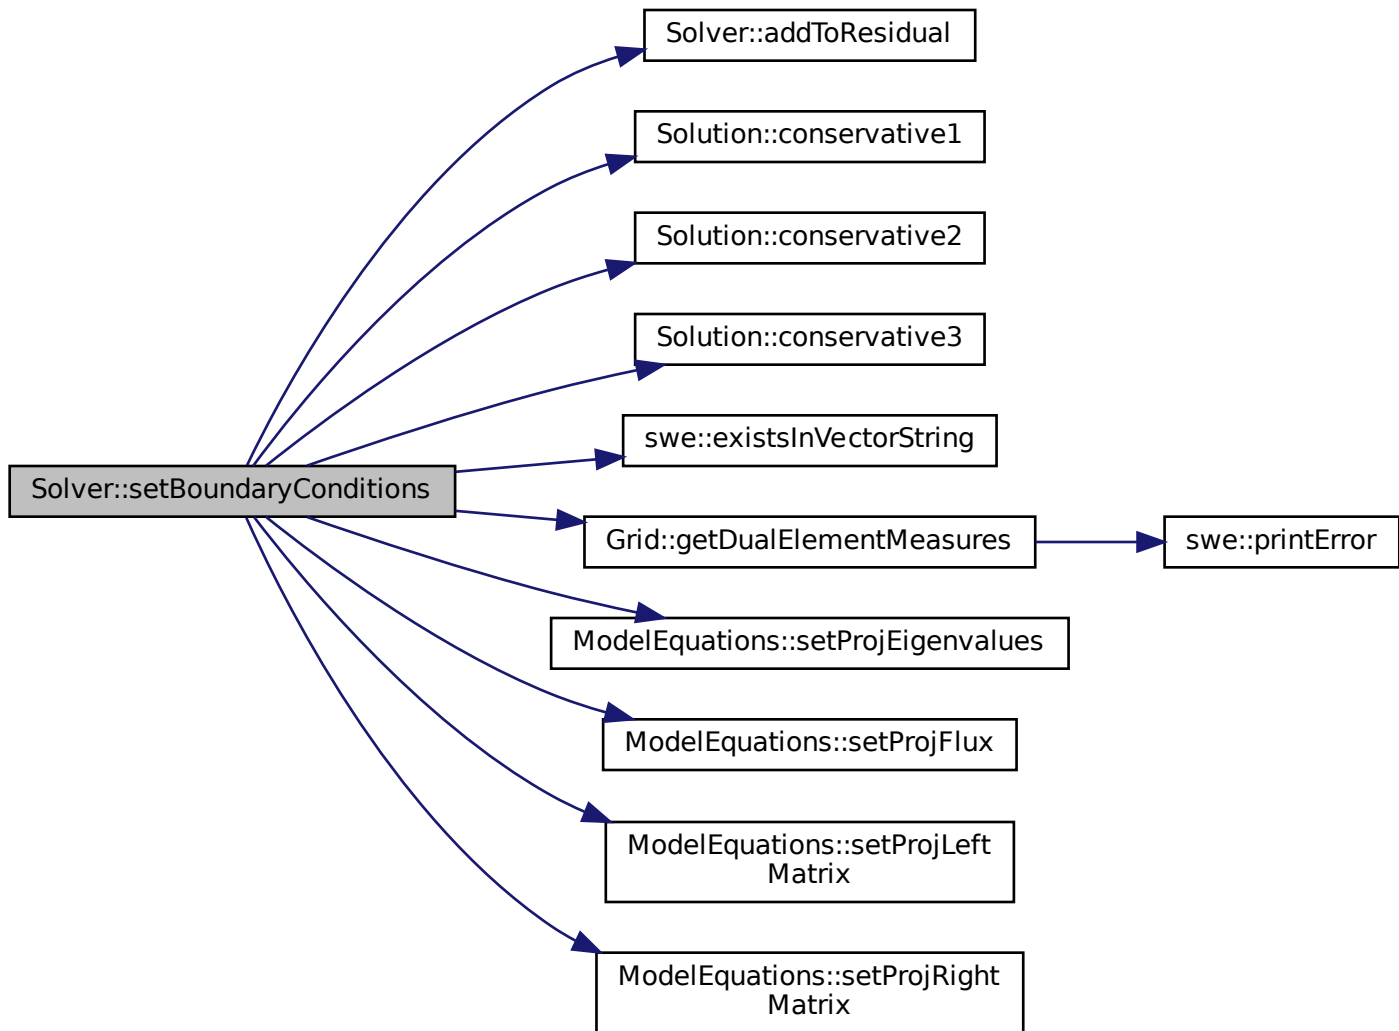 Solver::addToResidual
Solution::conservative1
Solution::conservative2
Solution::conservative3
swe::existsInVectorString
Solver::setBoundaryConditions
Grid::getDualElementMeasures
swe::printError
ModelEquations::setProjEigenvalues
ModelEquations::setProjFlux
ModelEquations::setProjLeft
Matrix
ModelEquations::setProjRight
Matrix